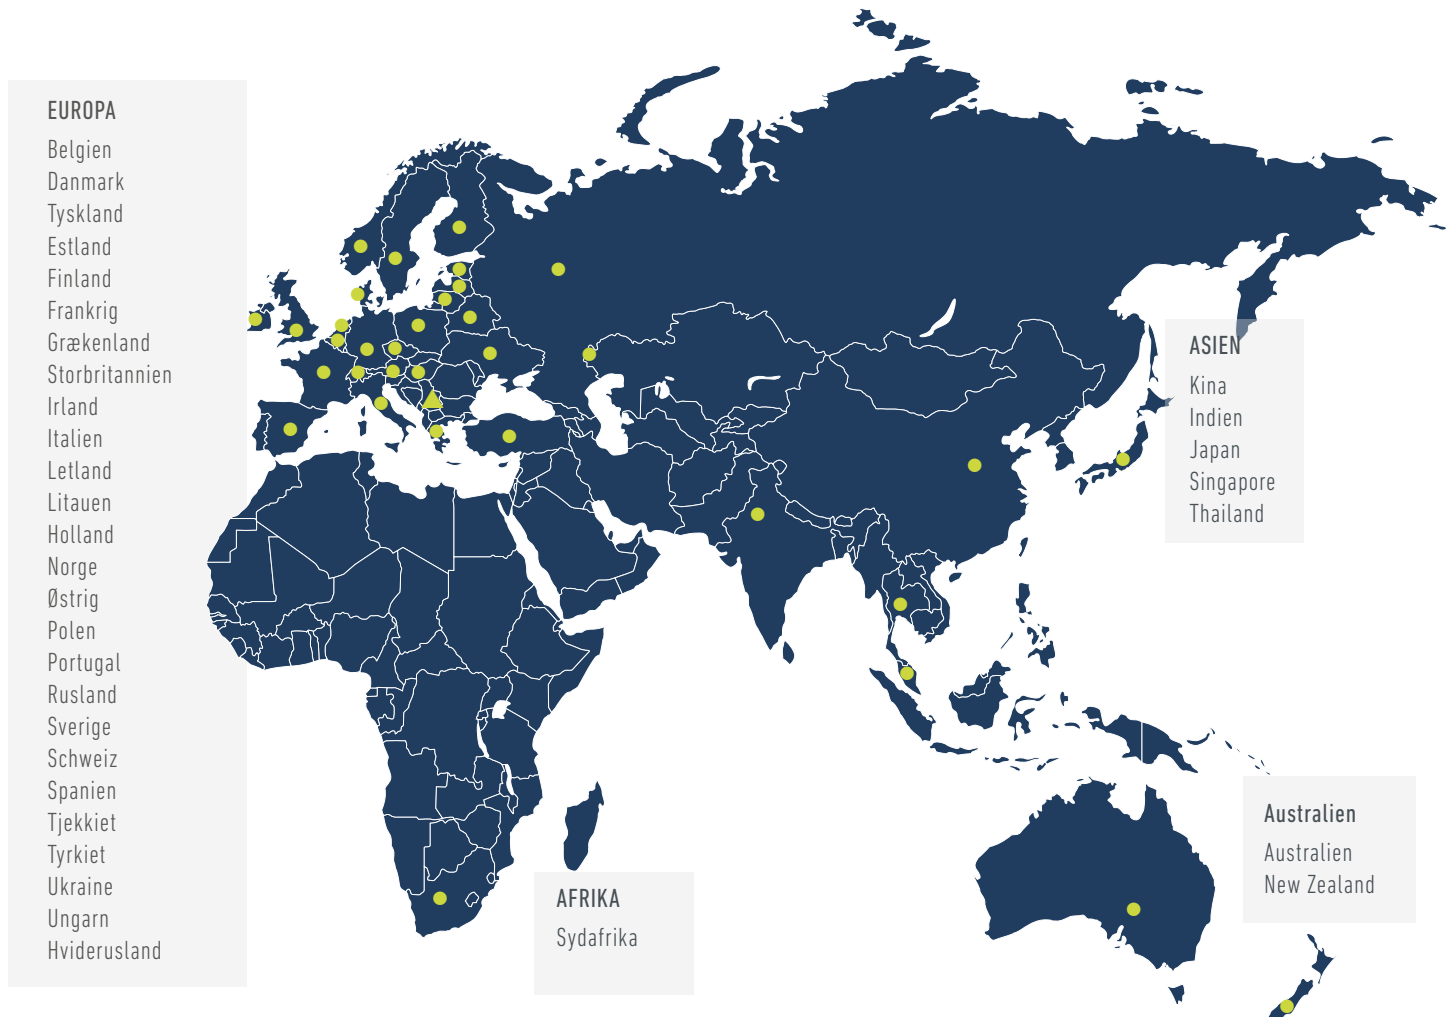 EUROPA
Belgien
Danmark
Tyskland
Estland
Finland
Frankrig
Grækenland
Storbritannien
Irland
Italien
Letland
Litauen
Holland
Norge
Østrig
Polen
Portugal
Rusland
Sverige
Schweiz
Spanien
Tjekkiet
Tyrkiet
Ukraine
Ungarn
Hviderusland
AFRIKA
Sydafrika
ASIEN
Kina
Indien
Japan
Singapore
Thailand
Australien
Australien
New Zealand